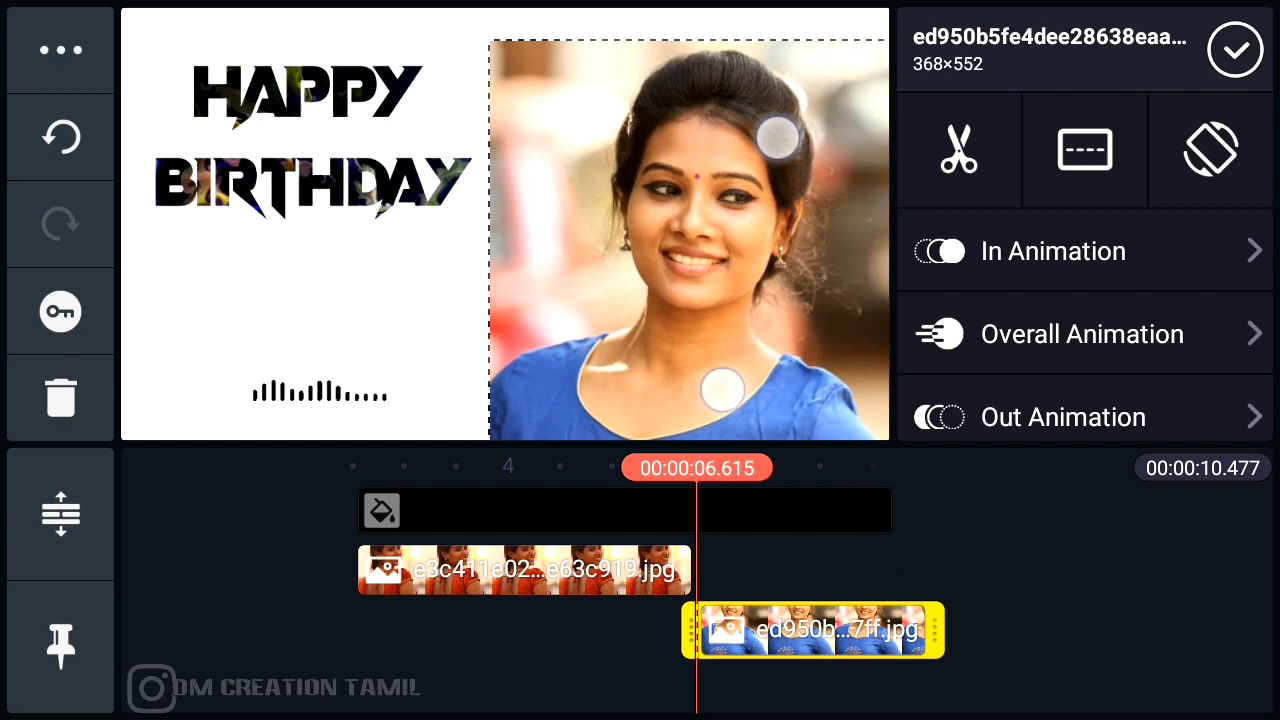 ed950b5fe4dee28638eaa...
368×552
HAPPY
BIRTHDAY
In Animation
Overall Animation
Out Animation
4
00:00:06.615
00:00:10.477
e3c411e02...e63c919.jpg
ed950b...7ff.jpg
DM CREATION TAMIL